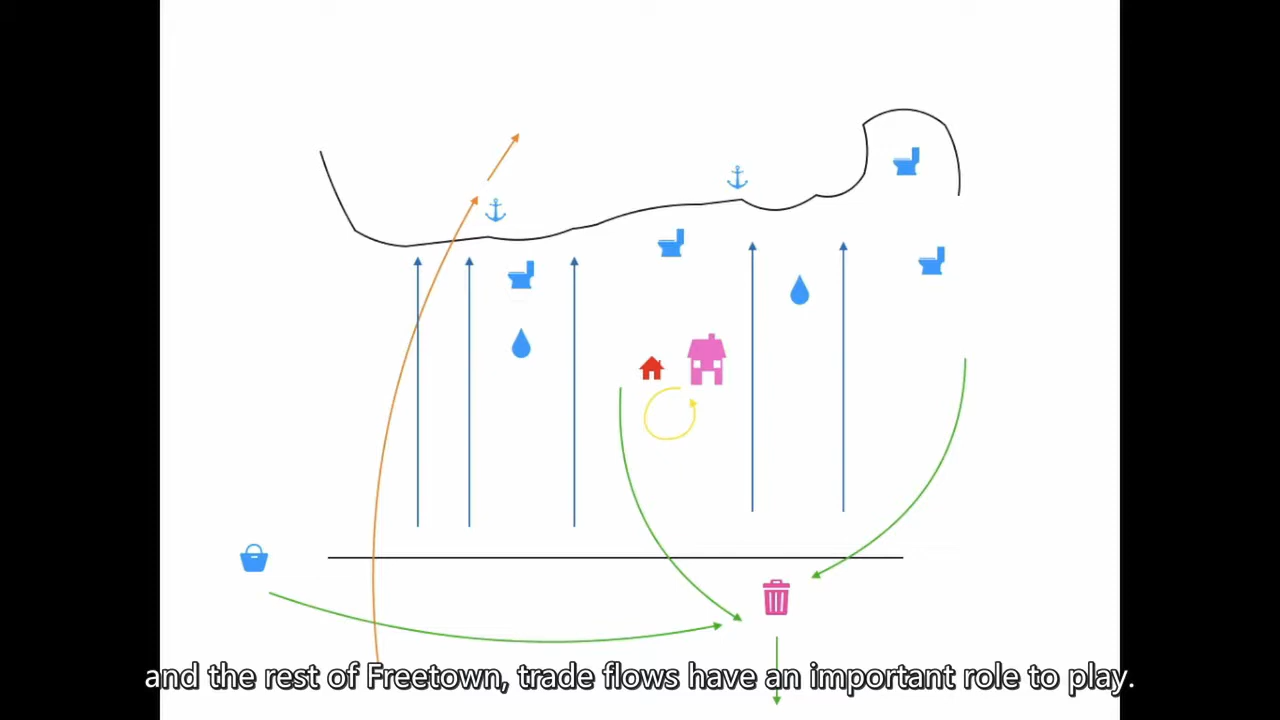 and the rest of Freetown, trade flows have an important role to play.